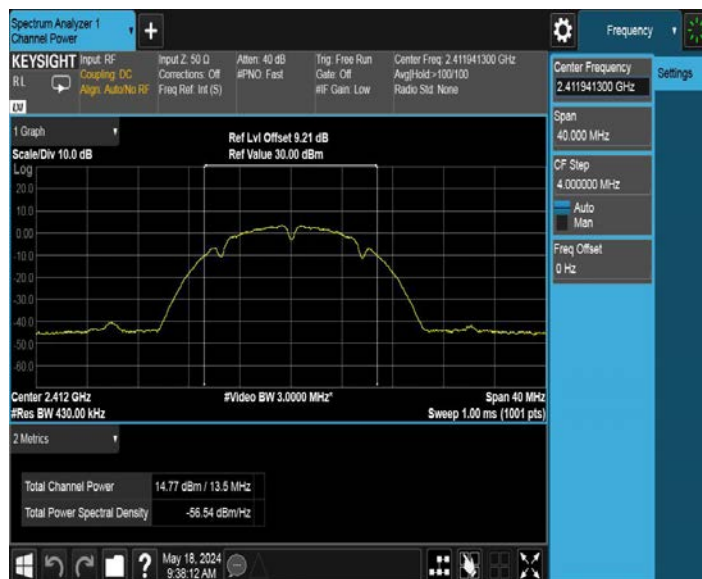 Spectrum Analyzer 1
Channel Power
+
Frequency
KEYSIGHT
RL
Input: RF
Coupling: DC
Align: Auto/No RF
Input Z: 50 Ω
Corrections: Off
Freq Ref: Int (S)
Atten: 40 dB
#PNO: Fast
Trig: Free Run
Gate: Off
#IF Gain: Low
Center Freq: 2.411941300 GHz
Avg|Hold:>100/100
Radio Std: None
Center Frequency
2.411941300 GHz
Settings
Span
40.000 MHz
CF Step
4.000000 MHz
Auto
Man
Freq Offset
0 Hz
1 Graph
Scale/Div 10.0 dB
Ref Lvl Offset 9.21 dB
Ref Value 30.00 dBm
Log
20.0
10.0
0.00
-10.0
-20.0
-30.0
-40.0
-50.0
-60.0
Center 2.412 GHz
#Video BW 3.0000 MHz*
Span 40 MHz
#Res BW 430.00 kHz
Sweep 1.00 ms (1001 pts)
2 Metrics
Total Channel Power 14.77 dBm / 13.5 MHz
Total Power Spectral Density -56.54 dBm/Hz
?
May 18, 2024
9:38:12 AM